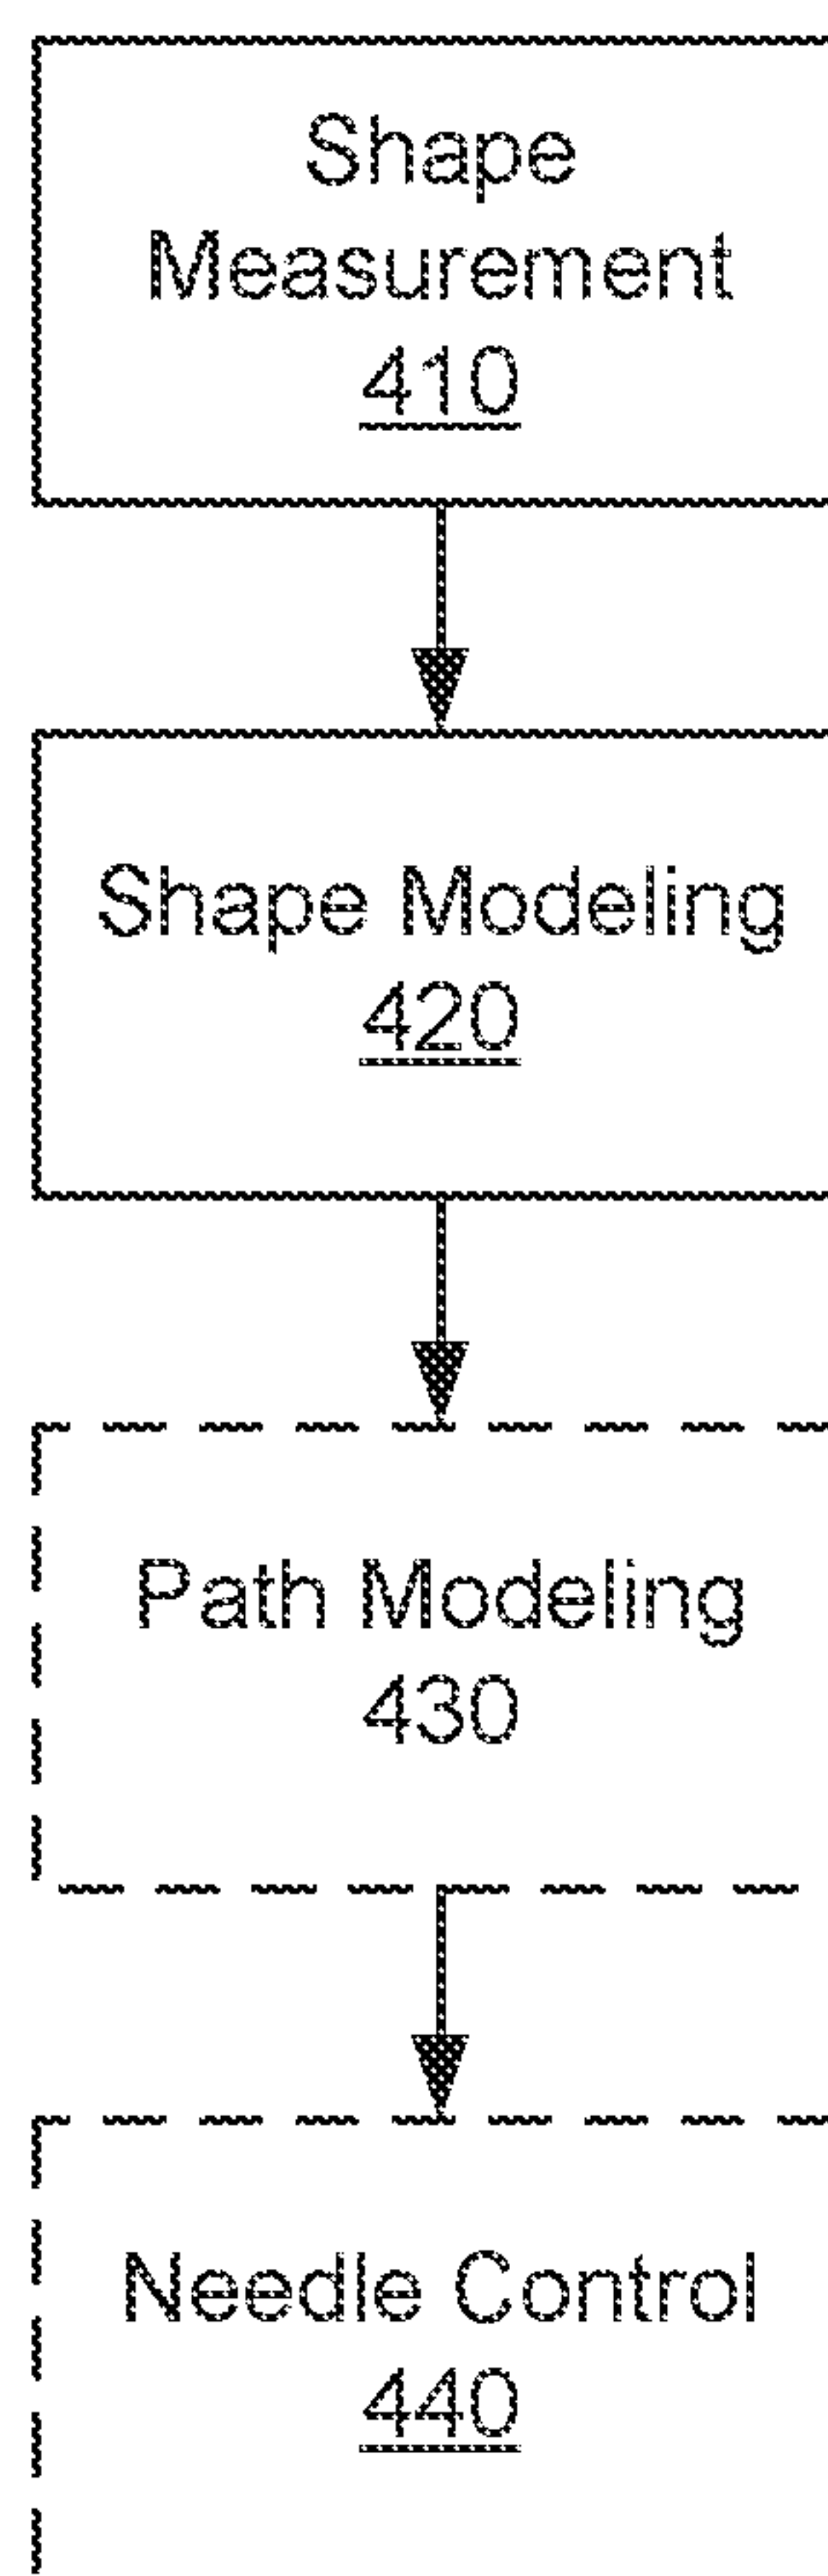 Shape
Measurement
410
Shape Modeling
420
Path Modeling
430
Needle Control
440